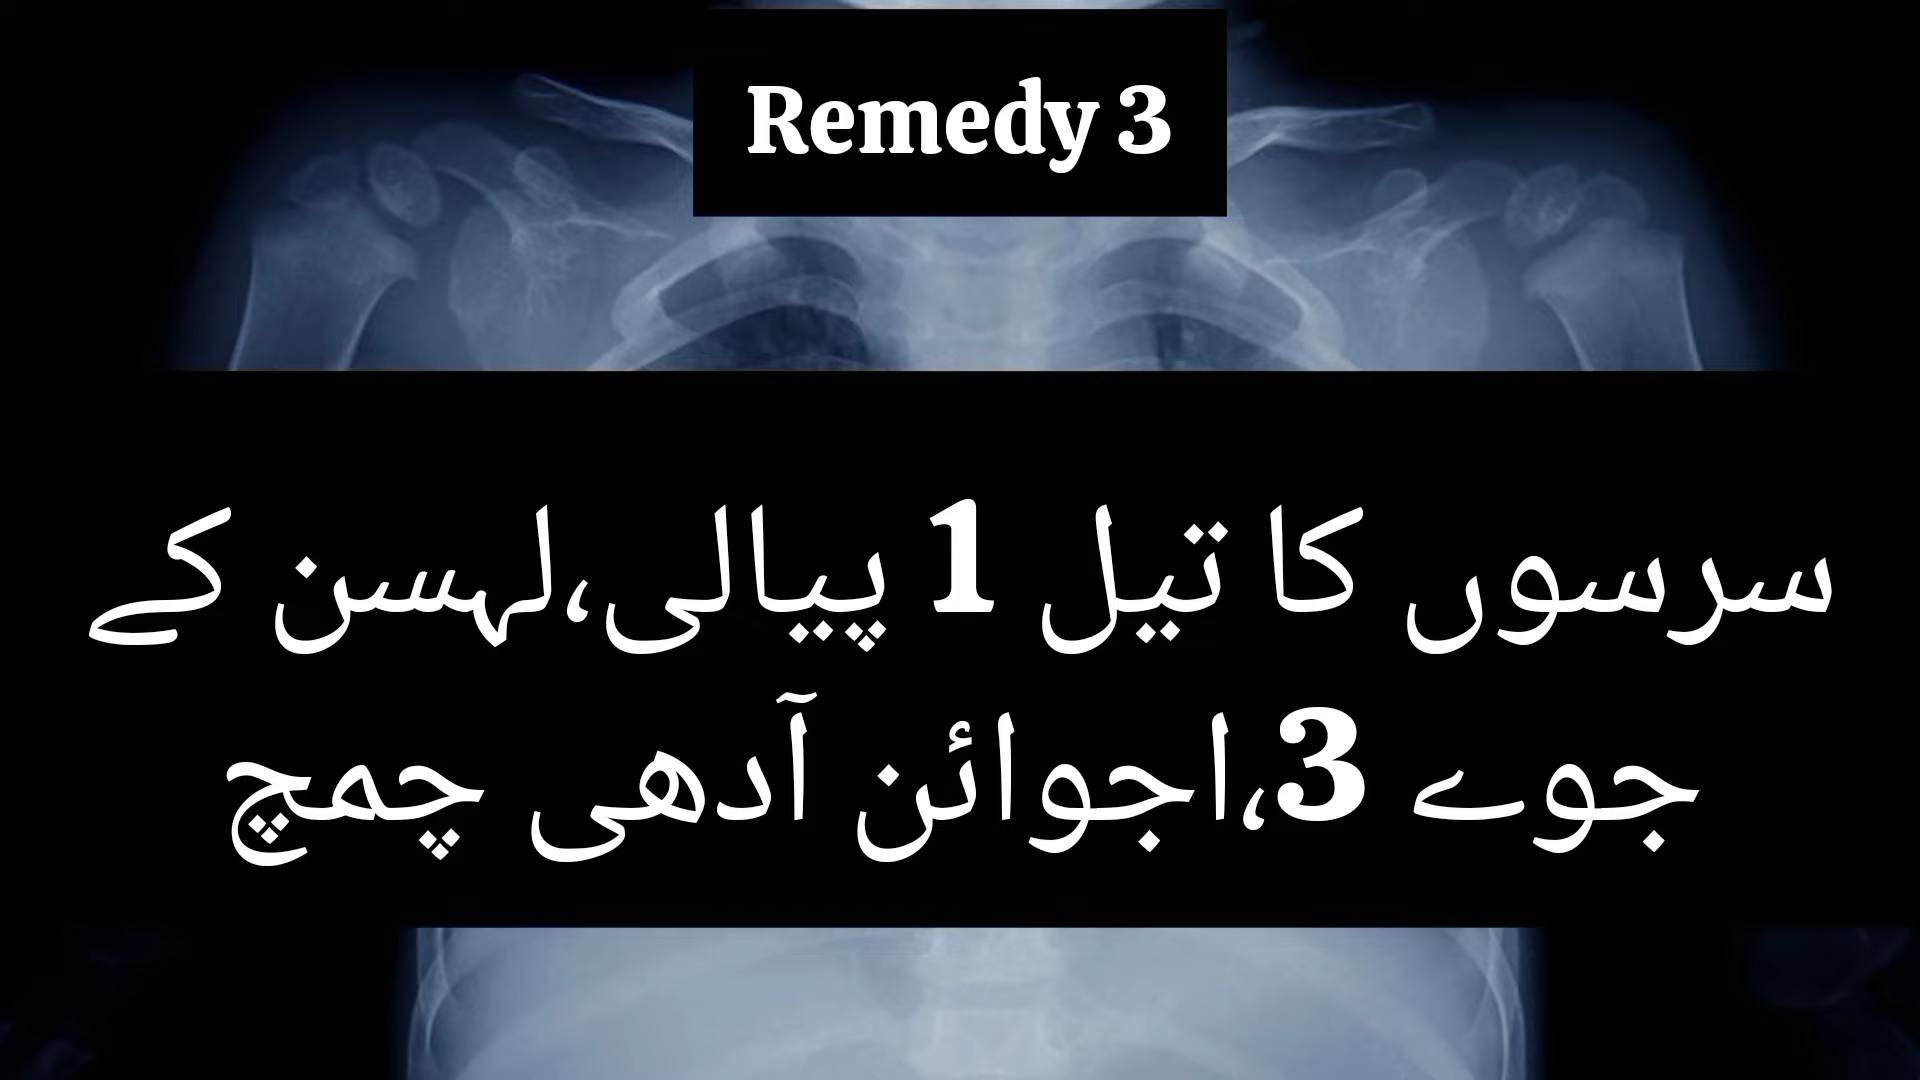 Remedy 3
سرسوں کا تیل 1 پیالی،لہسن کے
جوے 3،اجوائن آدھی چمچ